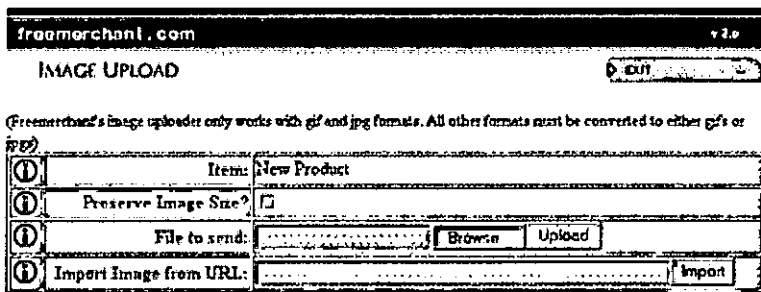 freemerchant.com v 2.0
IMAGE UPLOAD EXIT
(Freemerchant's image uploader only works with gif and jpg formats. All other formats must be converted to either gifs or
jpgs)
Item: New Product
Preserve Image Size?
File to send: Browse Upload
Import Image from URL: Import